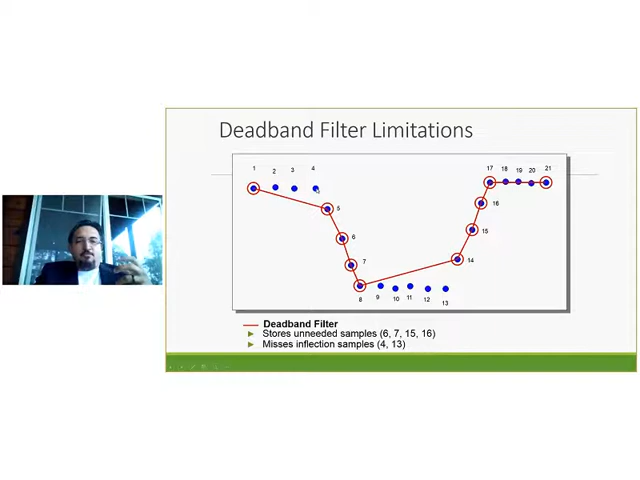 Deadband Filter Limitations
1 2 3 4 17 18 19 20 21
5 16
6 15
7 14
8 9 10 11 12 13
Deadband Filter
Stores unneeded samples (6, 7, 15, 16)
Misses inflection samples (4, 13)